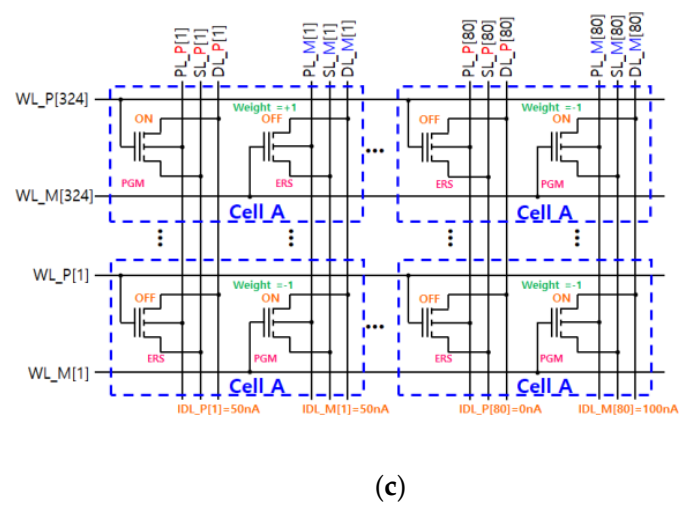 PL_P[1] SL_P[1] DL_P[1] PL_M[1] SL_M[1] DL_M[1] PL_P[80] SL_P[80] DL_P[80] PL_M[80] SL_M[80] DL_M[80]
WL_P[324]
ON Weight =+1 OFF OFF Weight =-1 ON
...
PGM ERS ERS PGM
WL_M[324]
Cell A Cell A
... ... ... ...
WL_P[1]
OFF Weight =-1 ON OFF Weight =-1 ON
...
ERS PGM ERS PGM
WL_M[1]
Cell A Cell A
IDL_P[1]=50nA IDL_M[1]=50nA IDL_P[80]=0nA IDL_M[80]=100nA
(c)